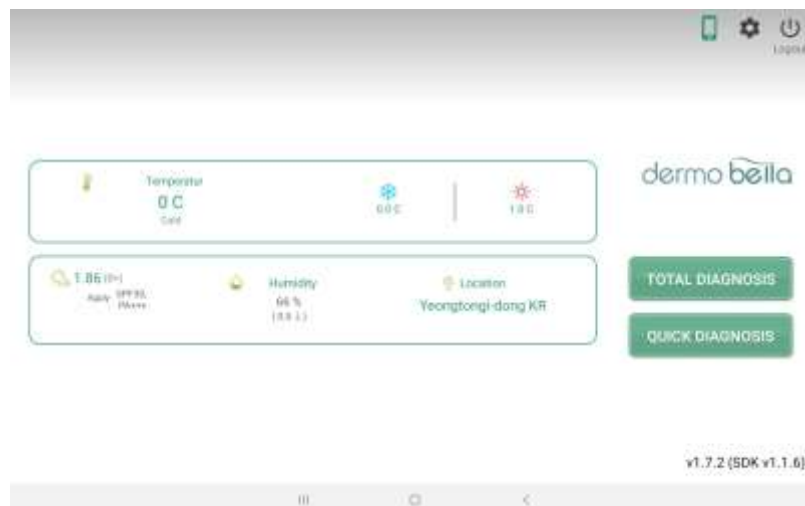 Logout
dermo bella
Temperatur
0 C
Cold
1.86
Humidity
66 %
Location
Yeongtongi-dong KR
TOTAL DIAGNOSIS
QUICK DIAGNOSIS
v1.7.2 (SDK v1.1.6)